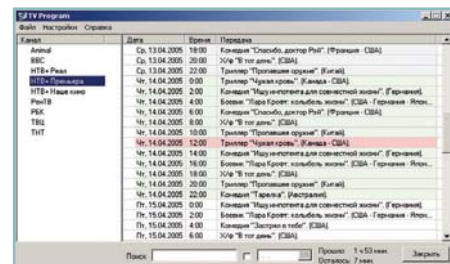 TV Program
Файл Настройки Справка
Канал Дата Время Передача
Animal Ср, 13.04.2005 18:00 Комедия "Спасибо, доктор Рэй". (Франция - США).
BBC Ср, 13.04.2005 20:00 Х/ф "В тот день". (США).
НТВ+ Реал Ср, 13.04.2005 22:00 Триллер "Пропавшее оружие". (Китай).
НТВ+ Премьера Чт, 14.04.2005 0:00 Триллер "Чужая кровь". (Канада - США).
НТВ+ Наше кино Чт, 14.04.2005 2:00 Комедия "Ищу импотента для совместной жизни". (Германия).
РенТВ Чт, 14.04.2005 4:00 Боевик "Лара Крофт: колыбель жизни". (США - Германия - Япон...
РБК Чт, 14.04.2005 6:00 Комедия "Спасибо, доктор Рэй". (Франция - США).
ТВЦ Чт, 14.04.2005 8:00 Х/ф "В тот день". (США).
ТНТ Чт, 14.04.2005 10:00 Триллер "Пропавшее оружие". (Китай).
Чт, 14.04.2005 12:00 Триллер "Чужая кровь". (Канада - США).
Чт, 14.04.2005 14:00 Комедия "Ищу импотента для совместной жизни". (Германия).
Чт, 14.04.2005 16:00 Боевик "Лара Крофт: колыбель жизни". (США - Германия - Япон...
Чт, 14.04.2005 18:00 Х/ф "В тот день". (США).
Чт, 14.04.2005 20:00 Триллер "Пропавшее оружие". (Китай).
Чт, 14.04.2005 22:00 Комедия "Тарелка". (Австралия).
Пт, 15.04.2005 0:00 Комедия "Ищу импотента для совместной жизни". (Германия).
Пт, 15.04.2005 2:00 Боевик "Лара Крофт: колыбель жизни". (США - Германия - Япон...
Пт, 15.04.2005 4:00 Комедия "Застрял в тебе". (США).
Пт, 15.04.2005 6:00 Х/ф "В тот день". (США).
Поиск Прошло: 1 ч 53 мин. Закрыть
Осталось: 7 мин.